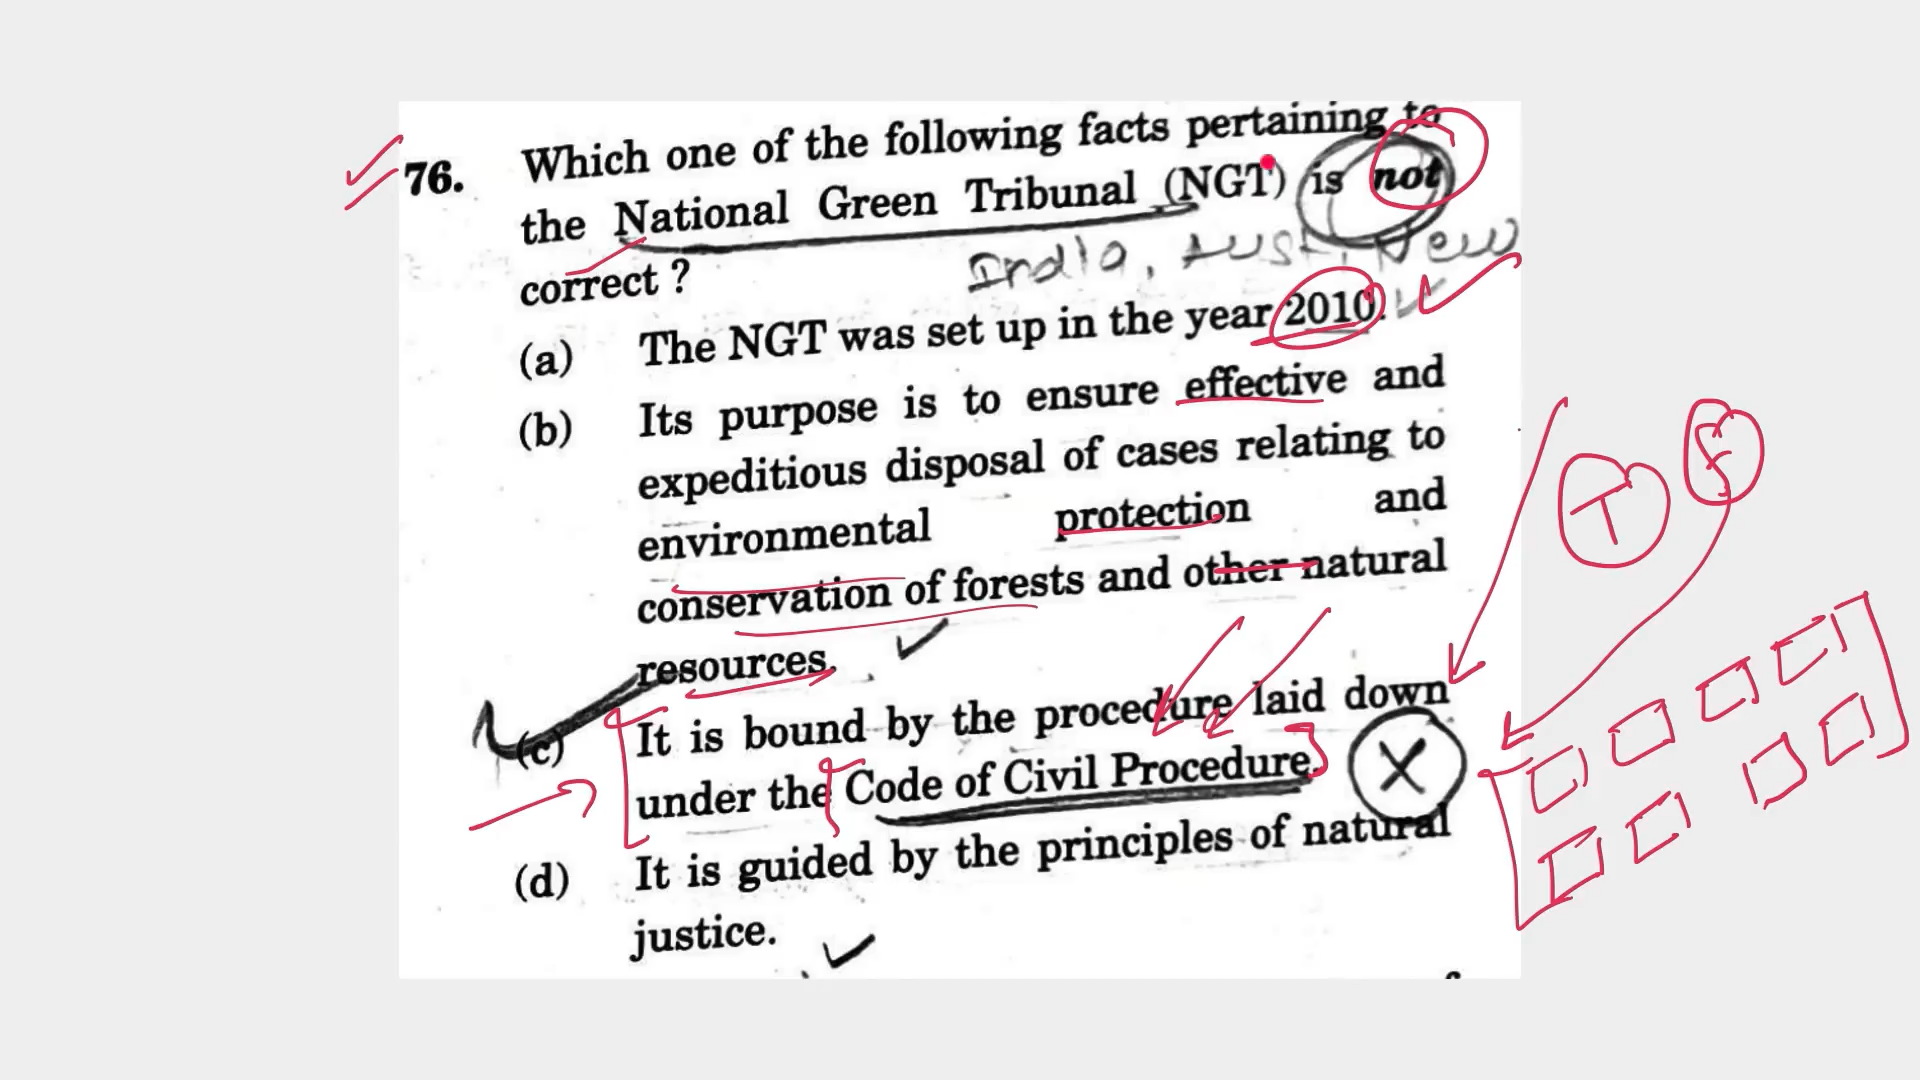 76. Which one of the following facts pertaining to
the National Green Tribunal (NGT) is not
India, Aust, New
correct ?
(a) The NGT was set up in the year 2010.
(b) Its purpose is to ensure effective and
expeditious disposal of cases relating to
environmental protection and
conservation of forests and other natural
resources.
(c) It is bound by the procedure laid down
under the Code of Civil Procedure.
(d) It is guided by the principles of natural
justice.
T F